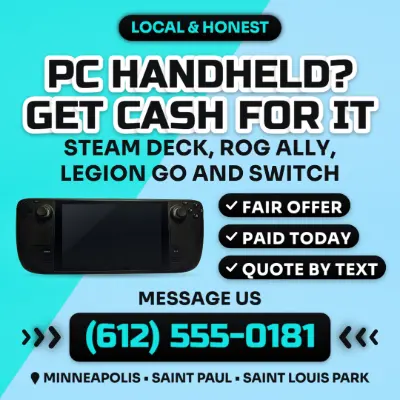 LOCAL & HONEST
PC HANDHELD?
GET CASH FOR IT
STEAM DECK, ROG ALLY,
LEGION GO AND SWITCH
FAIR OFFER
PAID TODAY
QUOTE BY TEXT
MESSAGE US
(612) 555-0181
MINNEAPOLIS • SAINT PAUL • SAINT LOUIS PARK